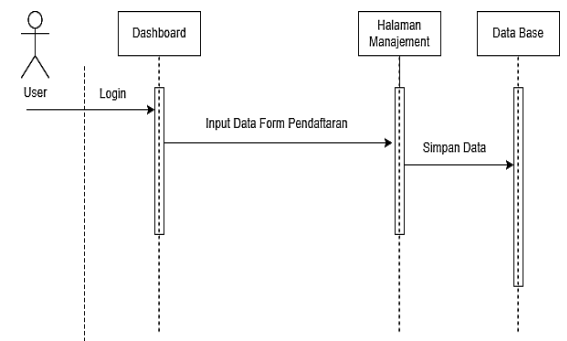 User
Dashboard
Halaman
Manajement
Data Base
Login
Input Data Form Pendaftaran
Simpan Data